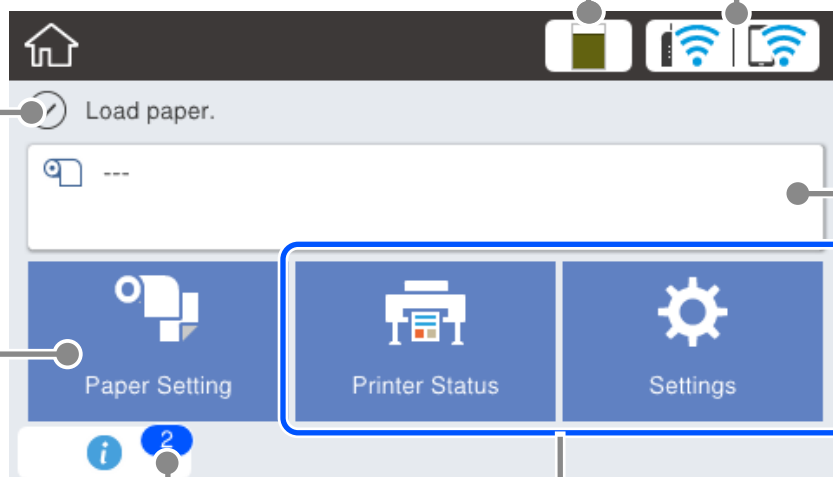 Load paper.
---
Paper Setting
Printer Status
Settings
i
2